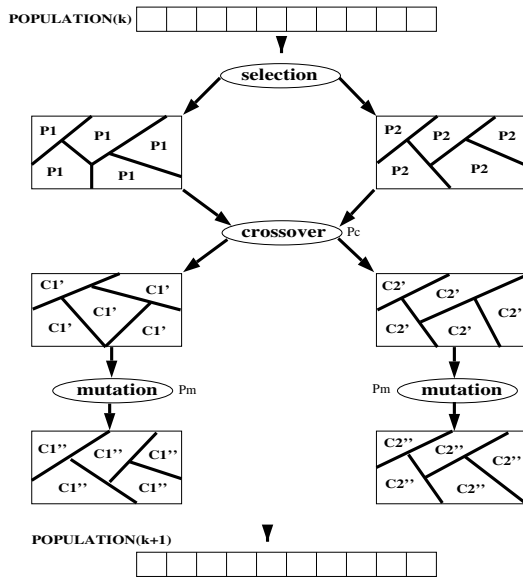 POPULATION(k)
selection
P1 P1 P1 P1 P1
P2 P2 P2 P2 P2
crossover Pc
C1' C1' C1' C1' C1'
C2' C2' C2' C2' C2'
mutation Pm
Pm mutation
C1'' C1'' C1'' C1'' C1''
C2'' C2'' C2'' C2'' C2''
POPULATION(k+1)